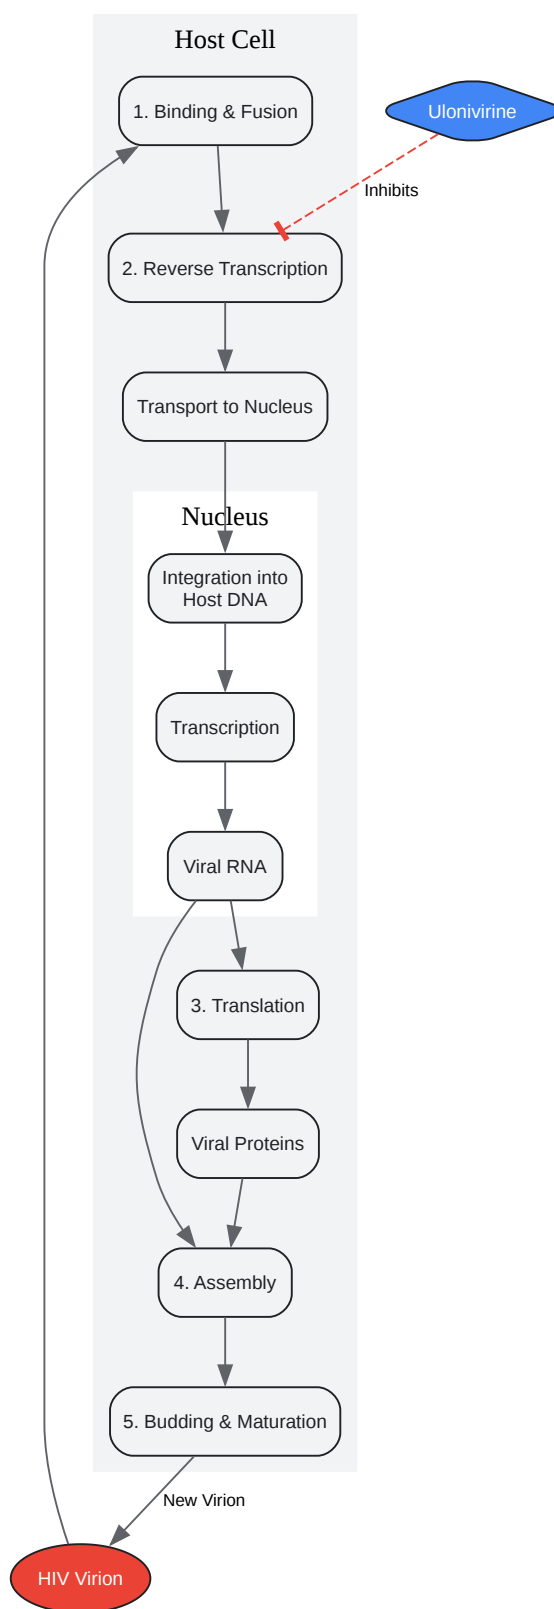 Host Cell
1. Binding & Fusion
Ulonivirine
Inhibits
2. Reverse Transcription
Transport to Nucleus
Nucleus
Integration into
Host DNA
Transcription
Viral RNA
3. Translation
Viral Proteins
4. Assembly
5. Budding & Maturation
New Virion
HIV Virion